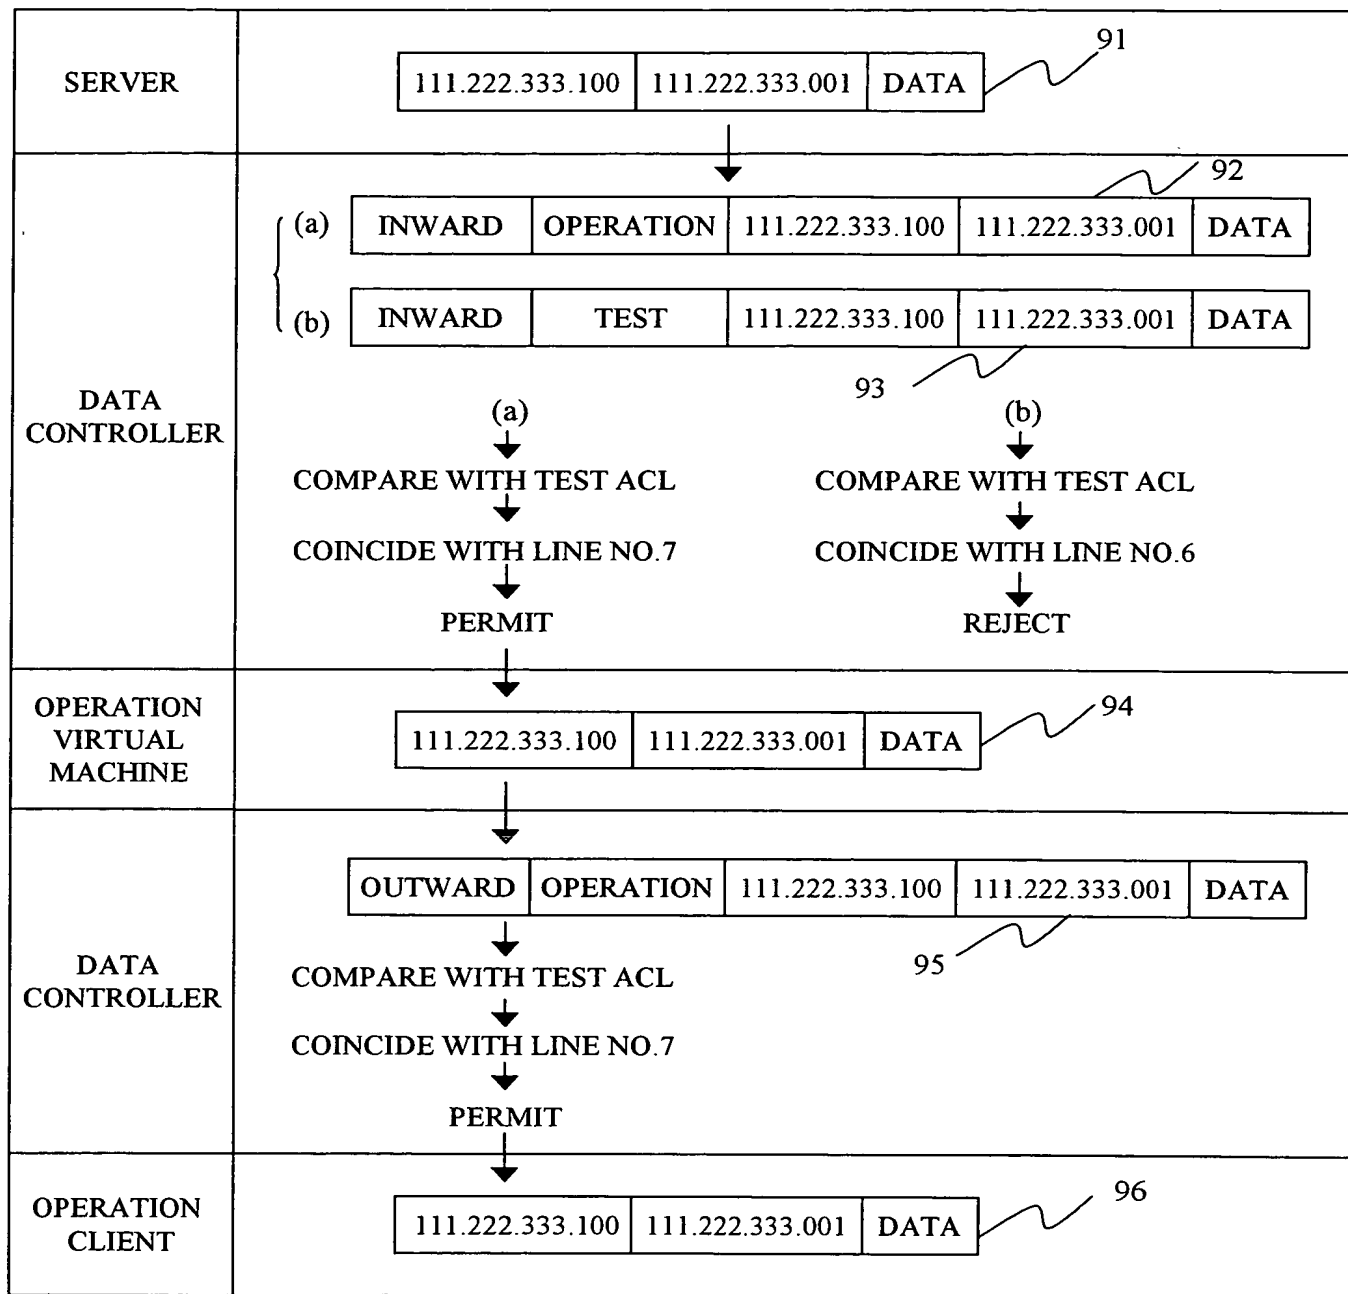 SERVER
111.222.333.100 111.222.333.001 DATA
91
DATA CONTROLLER
92
(a) INWARD OPERATION 111.222.333.100 111.222.333.001 DATA
(b) INWARD TEST 111.222.333.100 111.222.333.001 DATA
93
(a) (b)
COMPARE WITH TEST ACL COMPARE WITH TEST ACL
COINCIDE WITH LINE NO.7 COINCIDE WITH LINE NO.6
PERMIT REJECT
OPERATION
VIRTUAL
MACHINE
111.222.333.100 111.222.333.001 DATA
94
DATA
CONTROLLER
OUTWARD OPERATION 111.222.333.100 111.222.333.001 DATA
95
COMPARE WITH TEST ACL
COINCIDE WITH LINE NO.7
PERMIT
OPERATION
CLIENT
111.222.333.100 111.222.333.001 DATA
96